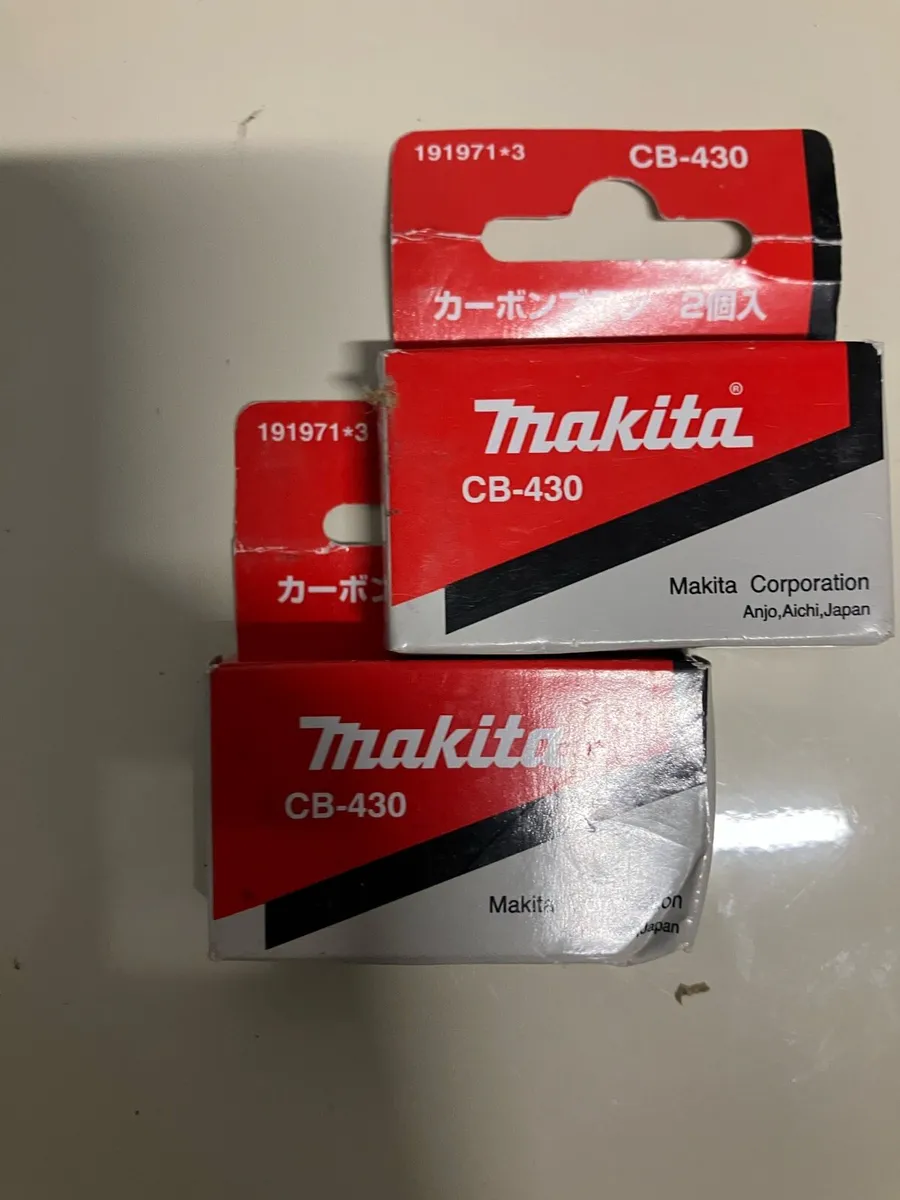 191971*3 CB-430
カーボンブラシ 2個入
makita®
CB-430
Makita Corporation
Anjo,Aichi,Japan
191971*3
カーボン
makita
CB-430
Makita
Japan